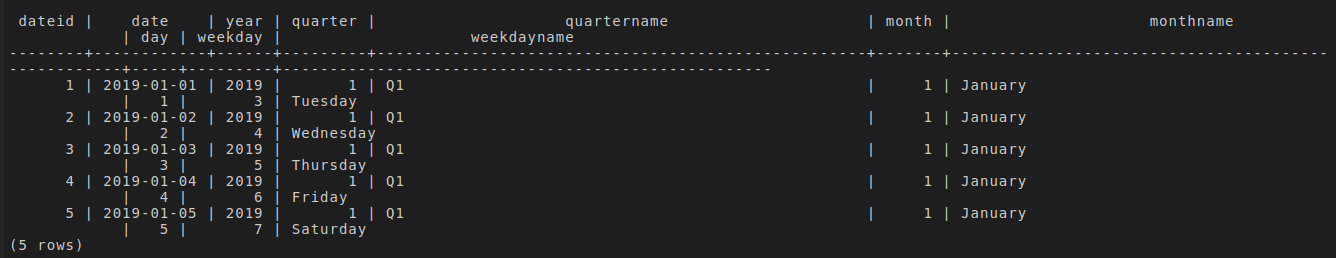 dateid |    date    | year | quarter |                    quartername                     | month |                     monthname
            | day | weekday |                    weekdayname
--------+------------+------+---------+----------------------------------------------------+-------+----------------------------------------
------------+-----+---------+----------------------------------------------------
      1 | 2019-01-01 | 2019 |       1 | Q1                                                 |     1 | January
            |   1 |       3 | Tuesday
      2 | 2019-01-02 | 2019 |       1 | Q1                                                 |     1 | January
            |   2 |       4 | Wednesday
      3 | 2019-01-03 | 2019 |       1 | Q1                                                 |     1 | January
            |   3 |       5 | Thursday
      4 | 2019-01-04 | 2019 |       1 | Q1                                                 |     1 | January
            |   4 |       6 | Friday
      5 | 2019-01-05 | 2019 |       1 | Q1                                                 |     1 | January
            |   5 |       7 | Saturday
(5 rows)